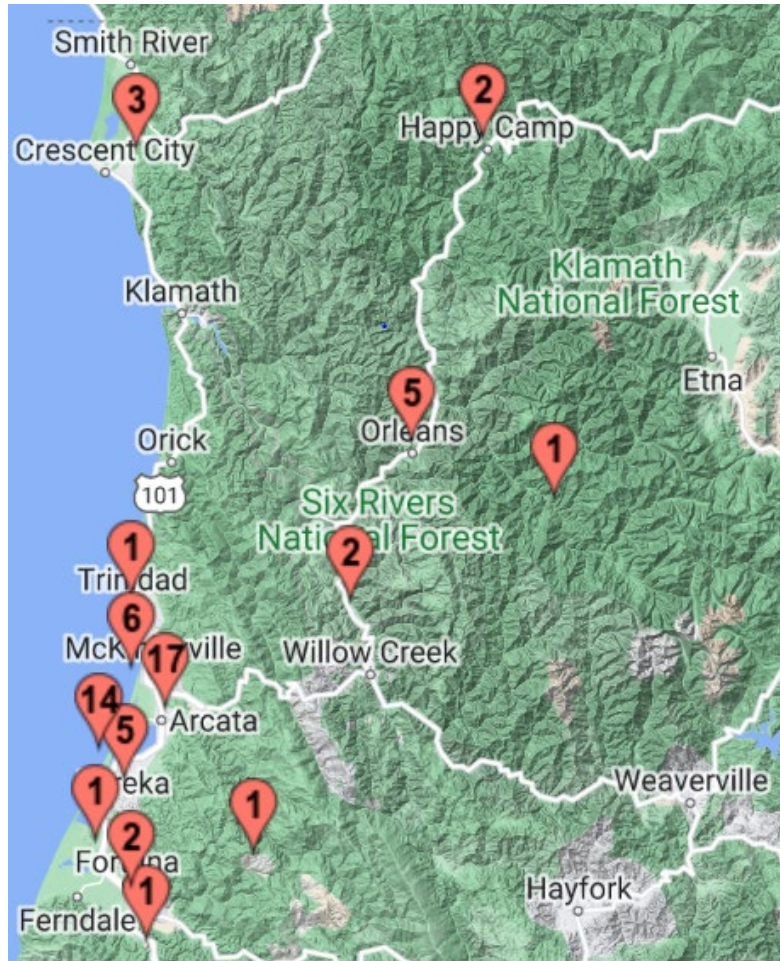 Smith River
3
Crescent City
2
Happy Camp
Klamath
National Forest
Klamath
Etna
5
Orleans
1
Orick
101
Six Rivers
National Forest
2
1
Trinidad
6
17
Willow Creek
14
Arcata
5
1
1
Weaverville
2
1
Hayfork
Ferndale